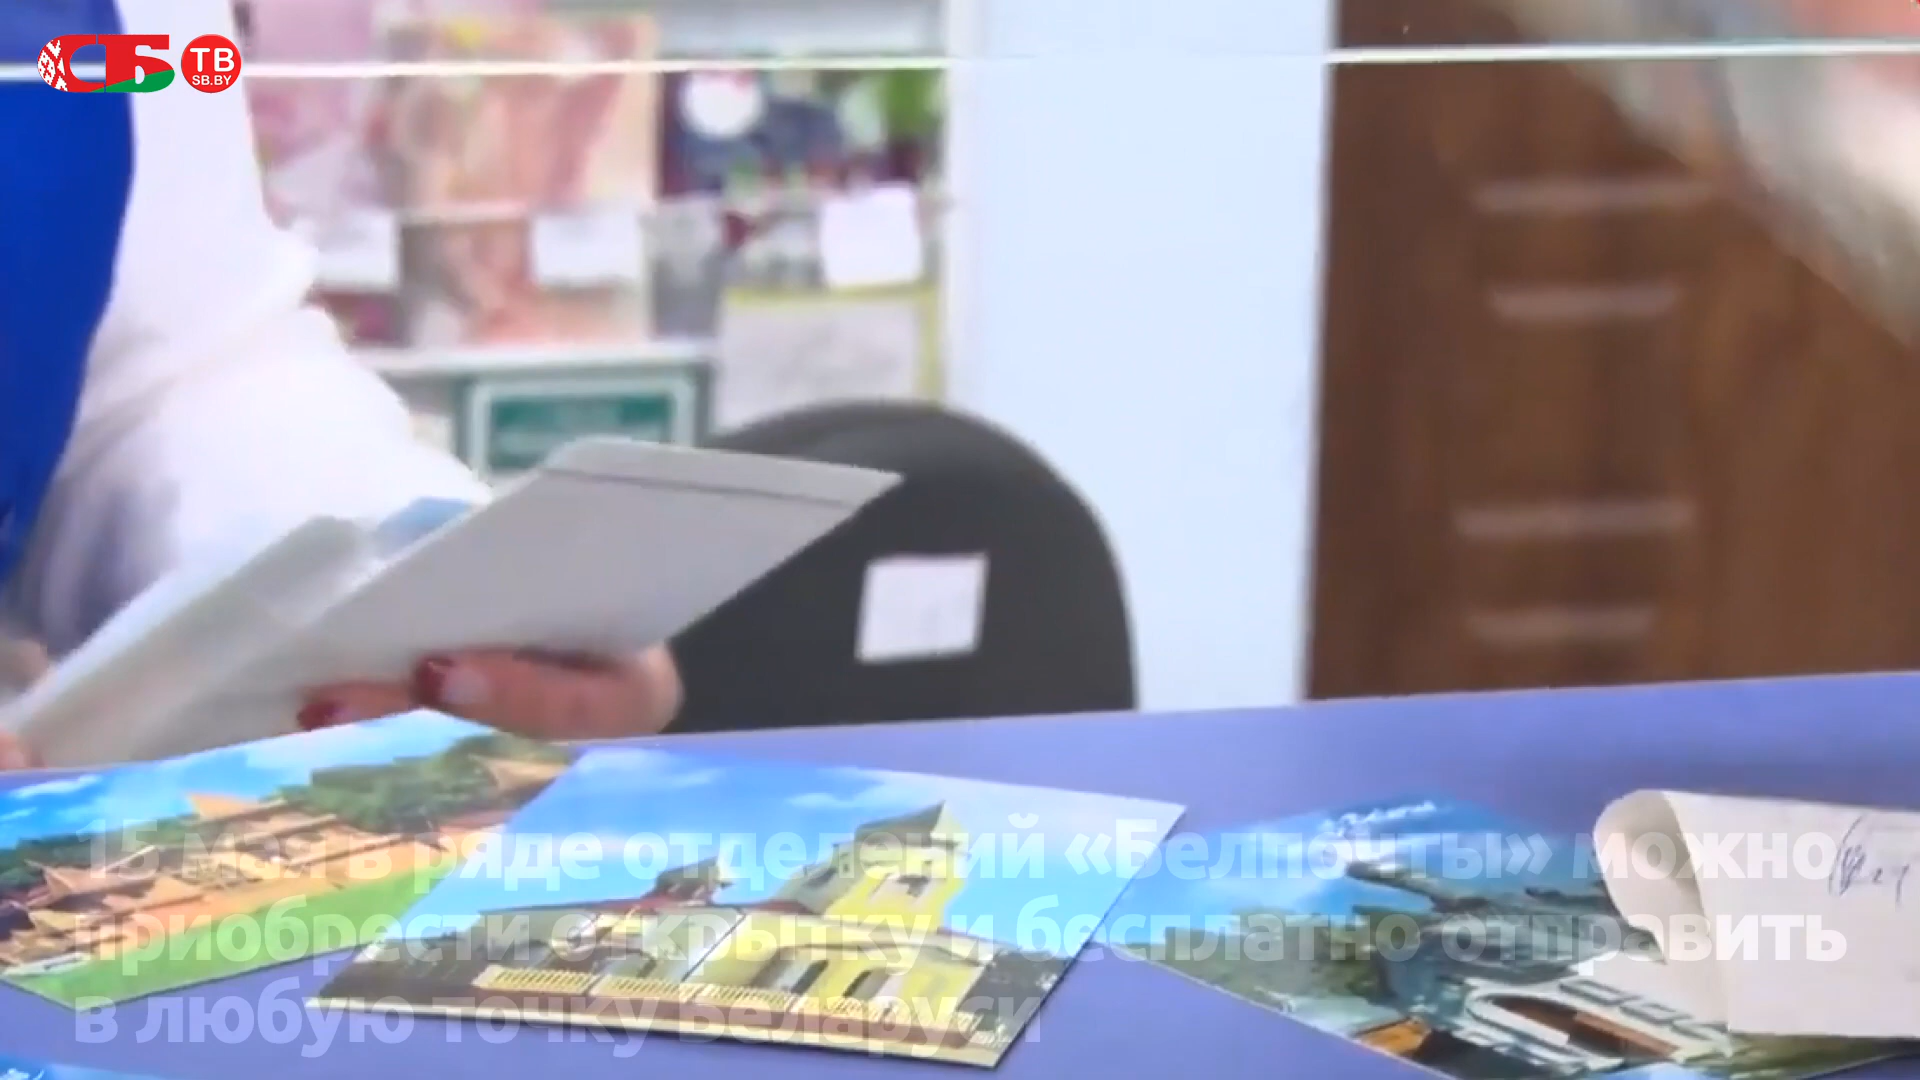 СБ ТВ
SB.BY
15 мая в ряде отделений «Белпочты» можно
приобрести открытку и бесплатно отправить
в любую точку Беларуси